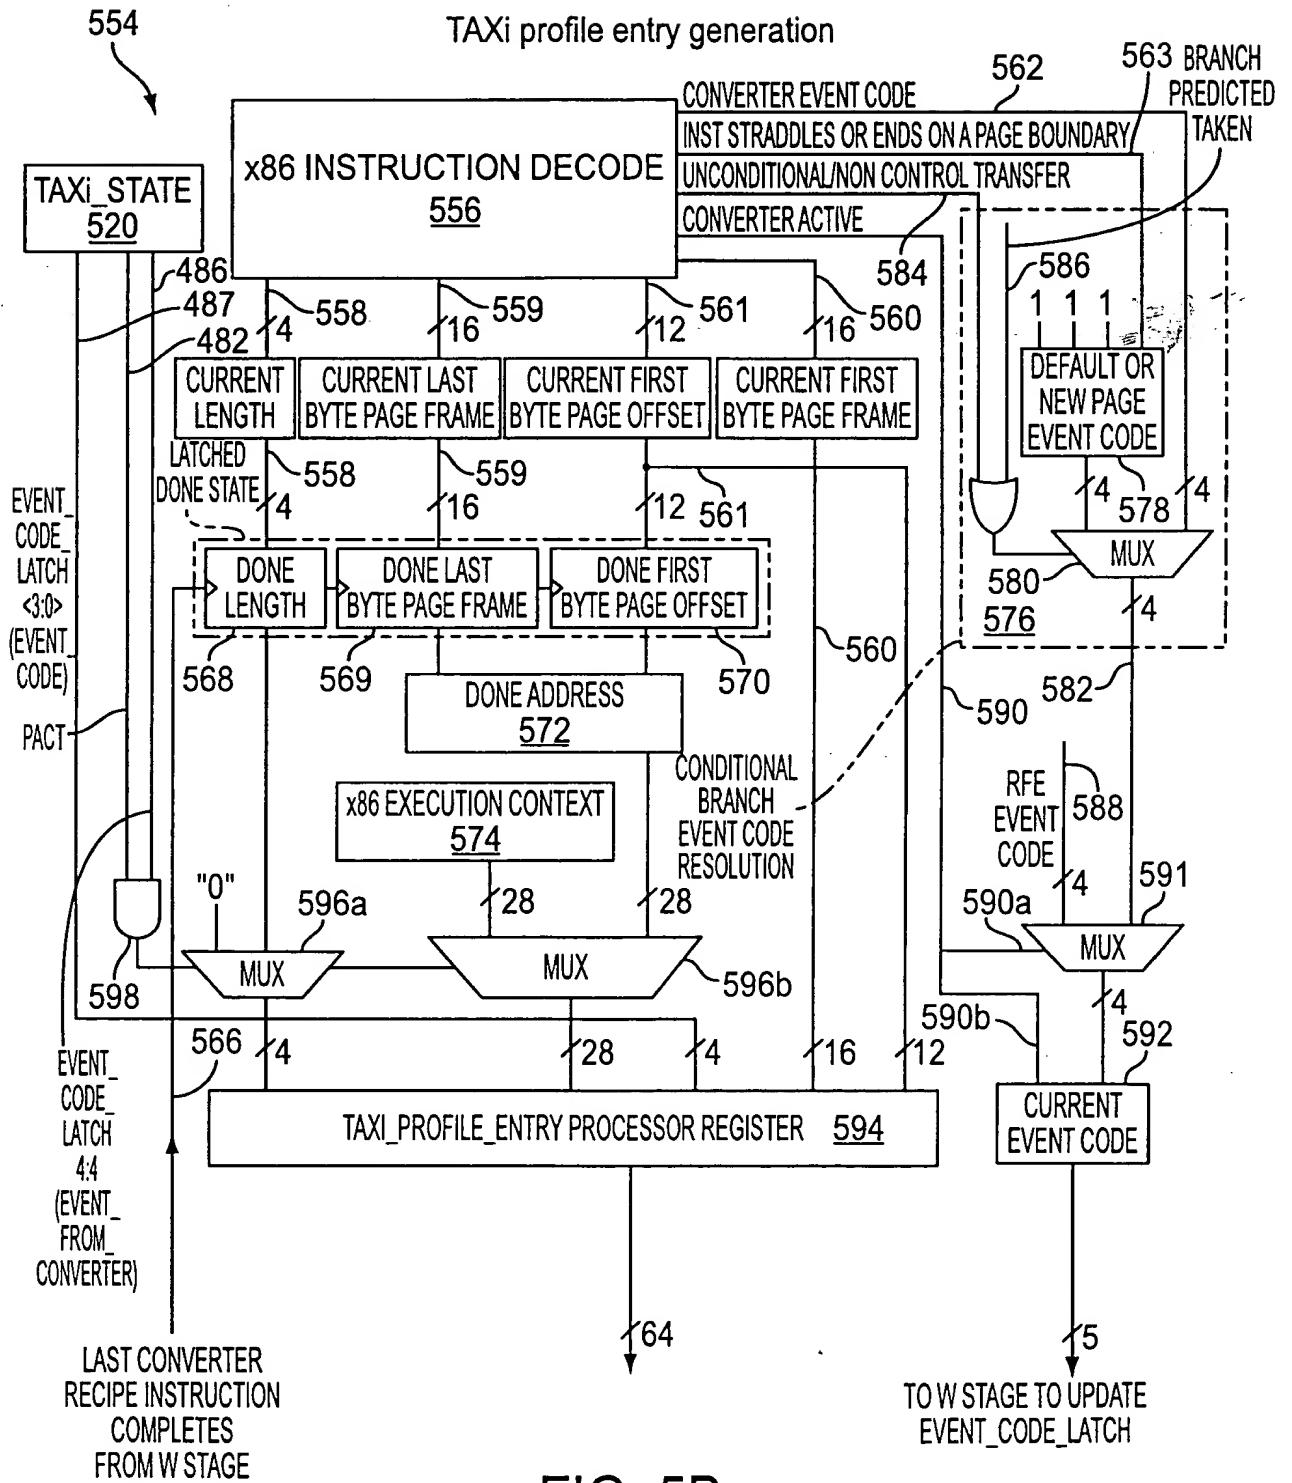 554
TAXi profile entry generation
TAXi_STATE
520
x86 INSTRUCTION DECODE
556
CONVERTER EVENT CODE
562
INST STRADDLES OR ENDS ON A PAGE BOUNDARY
563
UNCONDITIONAL/NON CONTROL TRANSFER
CONVERTER ACTIVE
584
BRANCH
PREDICTED
TAKEN
586
1 1 1
486
487
482
558
4
559
16
561
12
560
16
CURRENT
LENGTH
CURRENT LAST
BYTE PAGE FRAME
CURRENT FIRST
BYTE PAGE OFFSET
CURRENT FIRST
BYTE PAGE FRAME
DEFAULT OR
NEW PAGE
EVENT CODE
578
4
4
MUX
580
576
4
582
LATCHED
DONE STATE
558
4
559
16
12
561
EVENT_
CODE_
LATCH
<3:0>
(EVENT_
CODE)
PACT
DONE
LENGTH
DONE LAST
BYTE PAGE FRAME
DONE FIRST
BYTE PAGE OFFSET
568
569
570
560
590
DONE ADDRESS
572
x86 EXECUTION CONTEXT
574
CONDITIONAL
BRANCH
EVENT CODE
RESOLUTION
RFE
EVENT
CODE
588
4
"0"
596a
28
28
590a
591
598
MUX
MUX
596b
MUX
4
590b
592
566
4
28
4
16
12
EVENT_
CODE_
LATCH
4:4
(EVENT_
FROM_
CONVERTER)
TAXI_PROFILE_ENTRY PROCESSOR REGISTER 594
CURRENT
EVENT CODE
64
5
LAST CONVERTER
RECIPE INSTRUCTION
COMPLETES
FROM W STAGE
TO W STAGE TO UPDATE
EVENT_CODE_LATCH
FIG. 5B